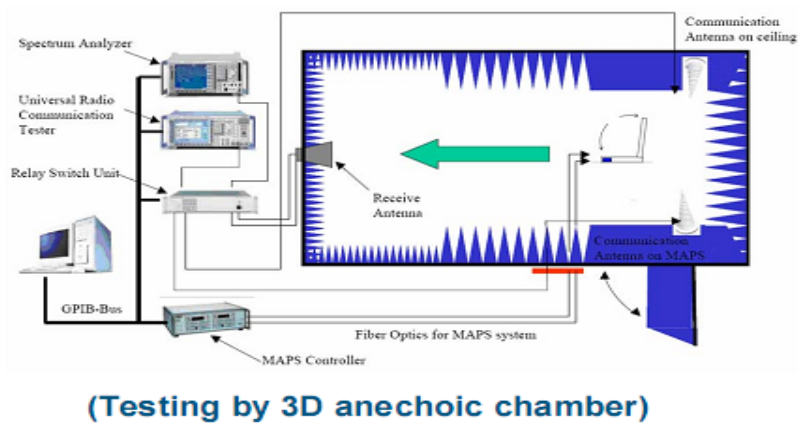 Spectrum Analyzer
Universal Radio
Communication
Tester
Relay Switch Unit
GPIB-Bus
MAPS Controller
Fiber Optics for MAPS system
Receive
Antenna
Communication
Antenna on ceiling
Communication
Antenna on MAPS
(Testing by 3D anechoic chamber)